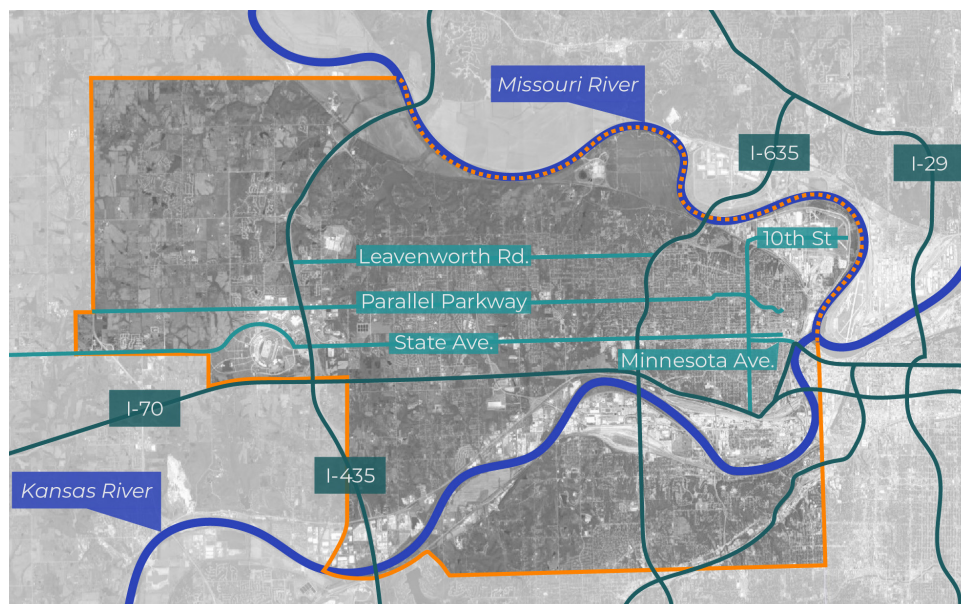 Missouri River
I-635
I-29
10th St
Leavenworth Rd.
Parallel Parkway
State Ave.
Minnesota Ave.
I-70
I-435
Kansas River